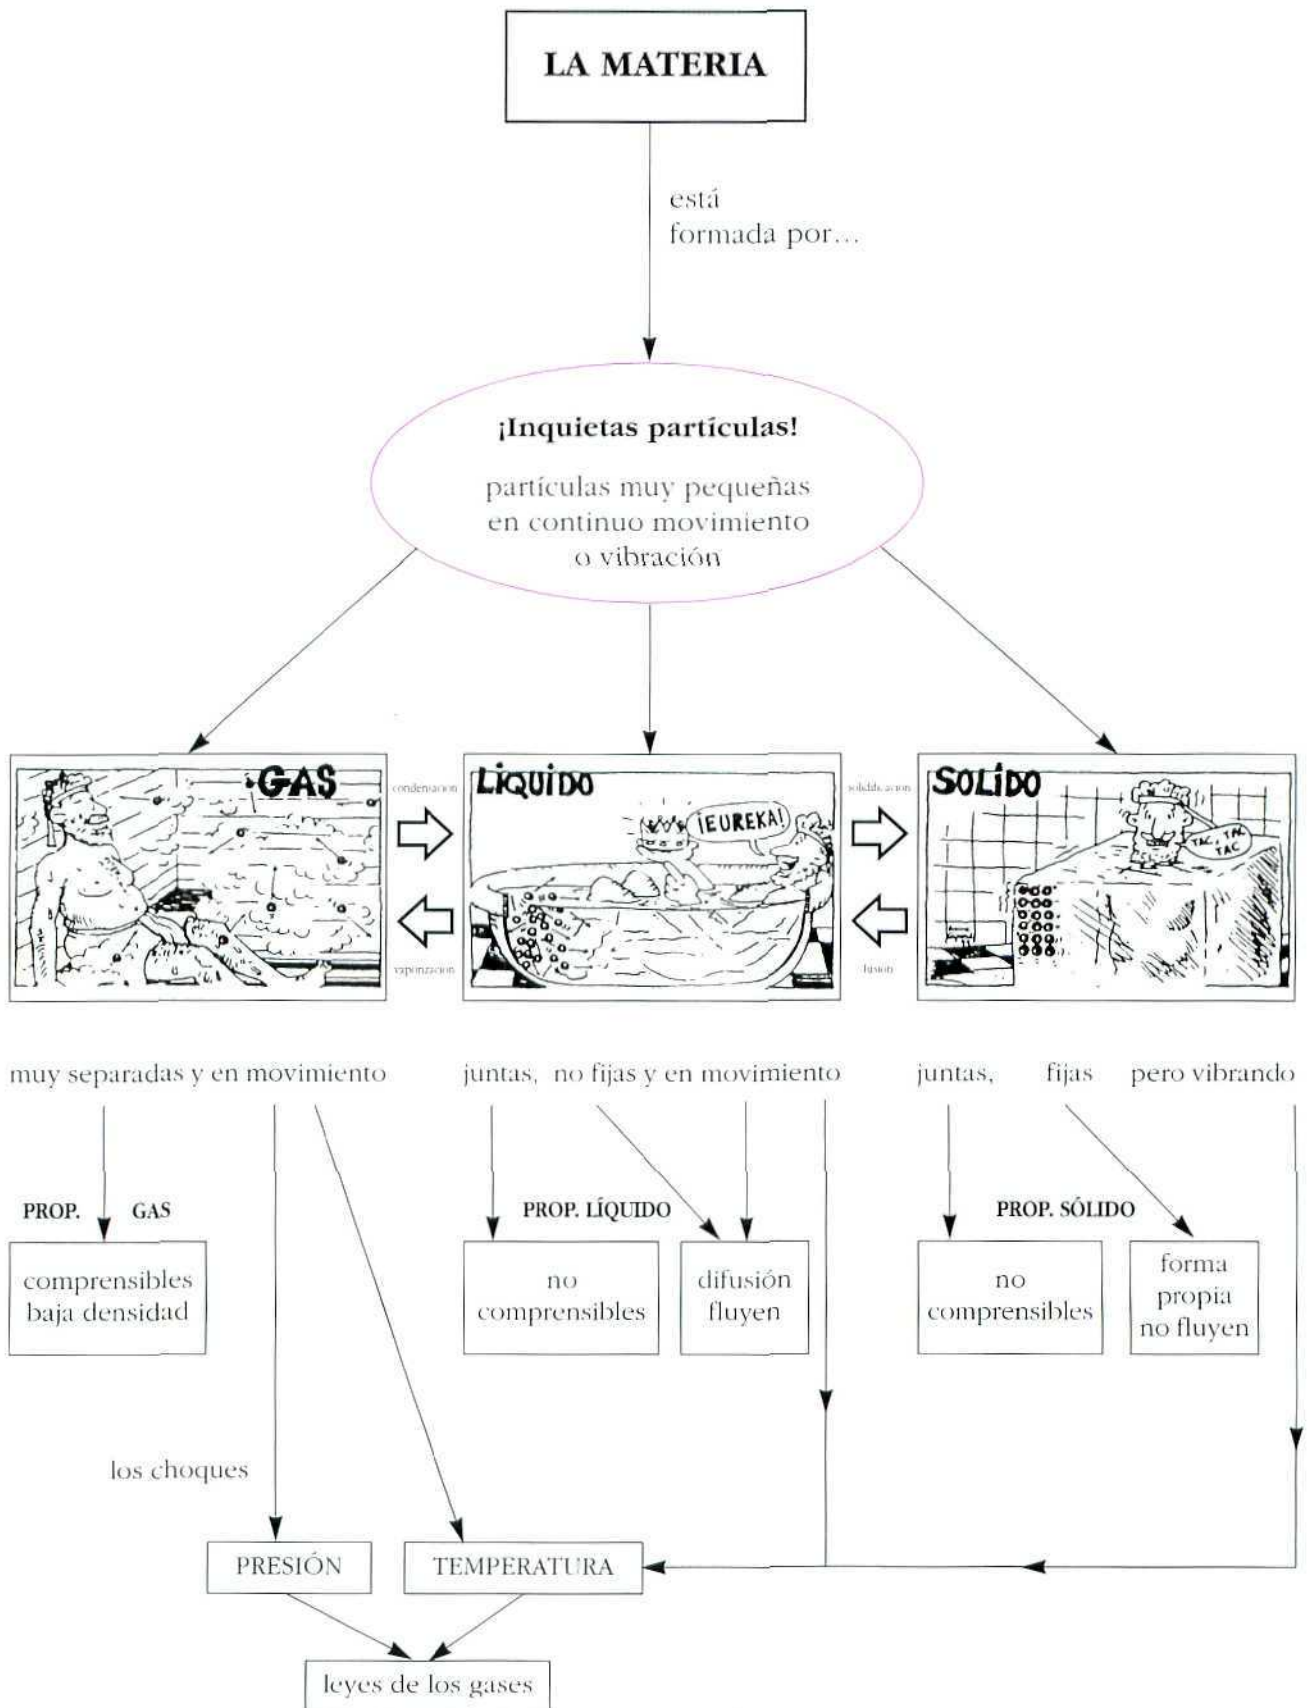 LA MATERIA
está
formada por...
¡Inquietas partículas!
partículas muy pequeñas
en continuo movimiento
o vibración
GAS
condensación
vaporización
LÍQUIDO
¡EUREKA!
solidificación
fusión
SOLÍDO
TAC, TAC
TAC
muy separadas y en movimiento
juntas, no fijas y en movimiento
juntas, fijas pero vibrando
PROP. GAS
comprensibles
baja densidad
PROP. LÍQUIDO
no
comprensibles
difusión
fluyen
PROP. SÓLIDO
no
comprensibles
forma
propia
no fluyen
los choques
PRESIÓN
TEMPERATURA
leyes de los gases